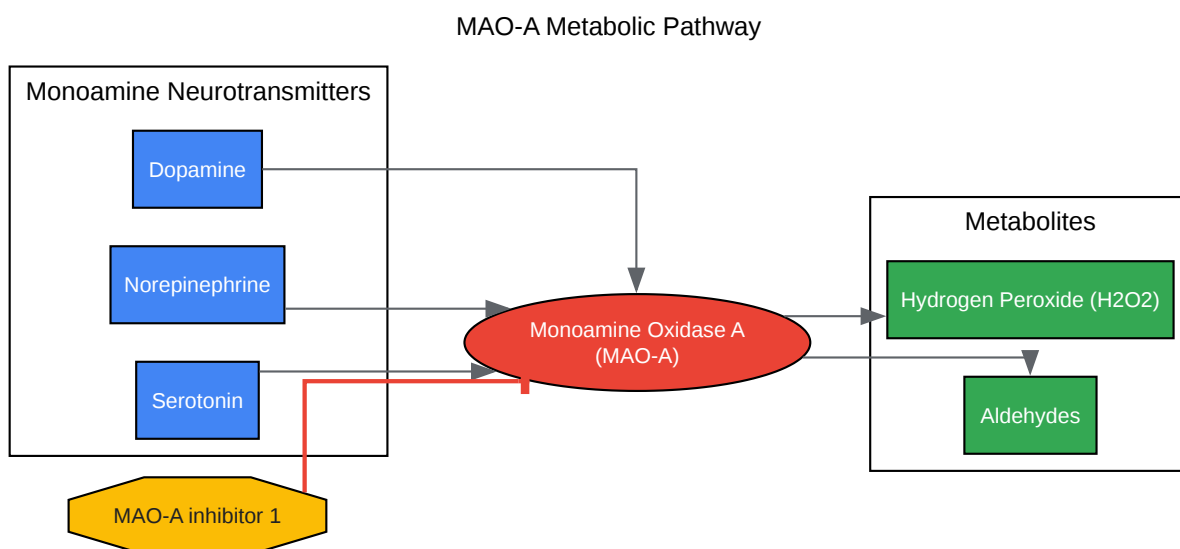 MAO-A Metabolic Pathway
Monoamine Neurotransmitters
Dopamine
Norepinephrine
Serotonin
MAO-A inhibitor 1
Monoamine Oxidase A
(MAO-A)
Metabolites
Hydrogen Peroxide (H2O2)
Aldehydes